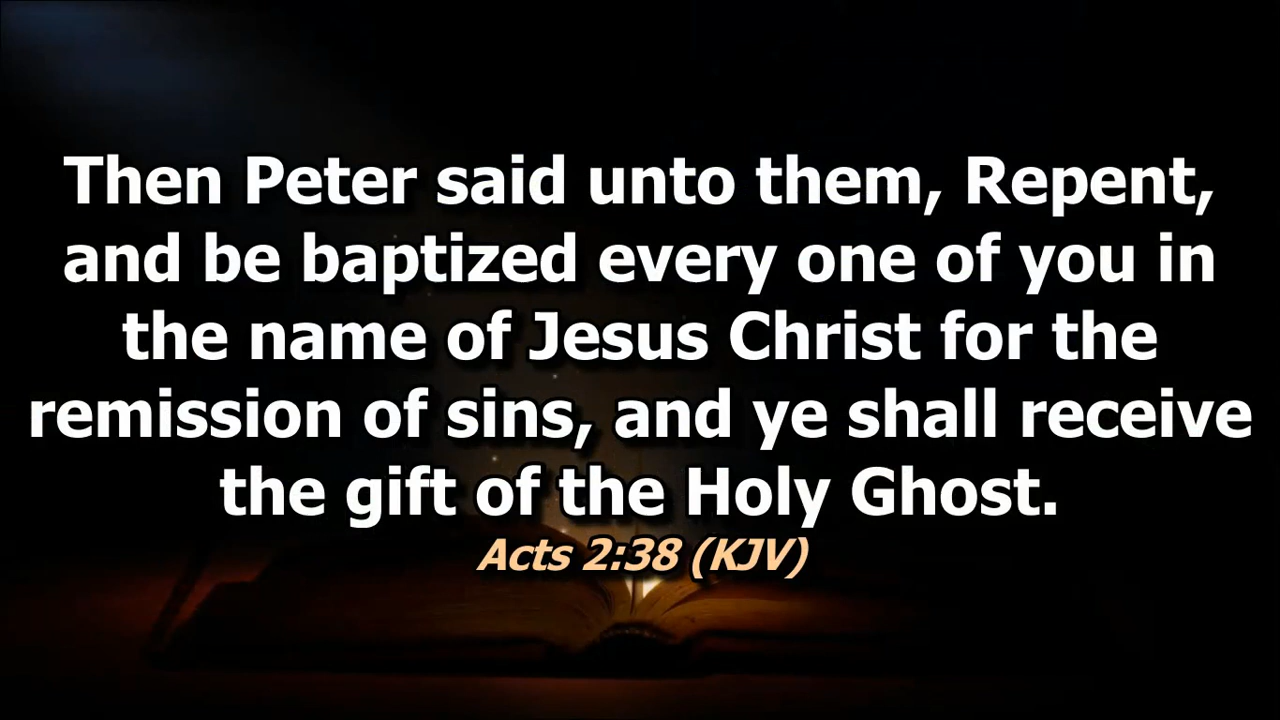 Then Peter said unto them, Repent,
and be baptized every one of you in
the name of Jesus Christ for the
remission of sins, and ye shall receive
the gift of the Holy Ghost.
Acts 2:38 (KJV)